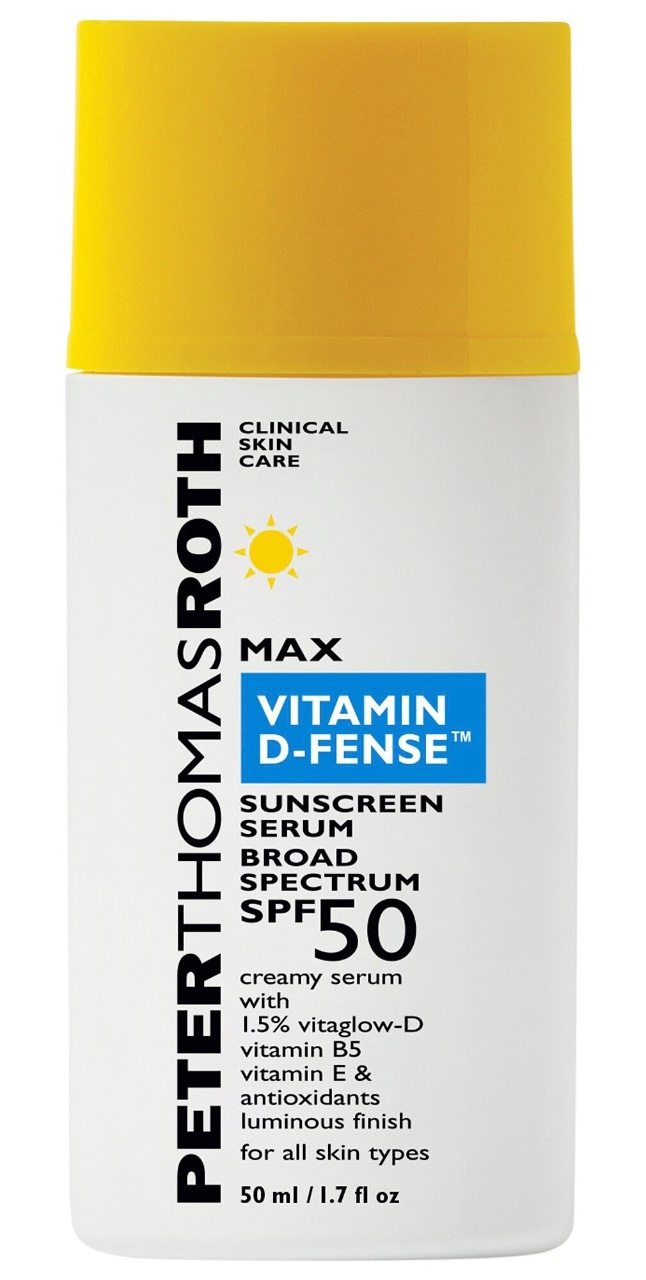 PETERTHOMASROTH
CLINICAL
SKIN
CARE
MAX
VITAMIN
D-FENSE™
SUNSCREEN
SERUM
BROAD
SPECTRUM
SPF50
creamy serum
with
1.5% vitaglow-D
vitamin B5
vitamin E &
antioxidants
luminous finish
for all skin types
50 ml / 1.7 fl oz